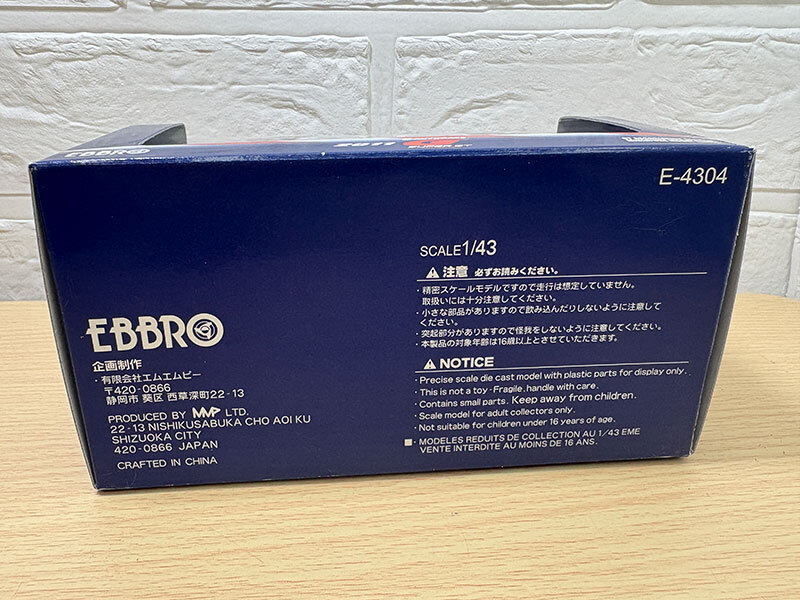 EBBRO
2011
E-4304
SCALE1/43
注意 必ずお読みください。
・精密スケールモデルですので走行は想定していません。
取扱いには十分注意してください。
・小さな部品がありますので飲み込んだりしないように注意して
ください。
・突起部分がありますので怪我をしないように注意してください。
・本製品の対象年齢は16歳以上とさせていただきます。
NOTICE
・Precise scale die cast model with plastic parts for display only.
・This is not a toy・Fragile, handle with care.
・Contains small parts. Keep away from children.
・Scale model for adult collectors only.
・Not suitable for children under 16 years of age.
・MODELES REDUITS DE COLLECTION AU 1/43 EME
VENTE INTERDITE AU MOINS DE 16 ANS.
EBBRO
企画制作
・有限会社エムエムピー
〒420-0866
静岡市 葵区 西草深町22-13
PRODUCED BY MMP LTD.
22-13 NISHIKUSABUKA CHO AOI KU
SHIZUOKA CITY
420-0866 JAPAN
CRAFTED IN CHINA